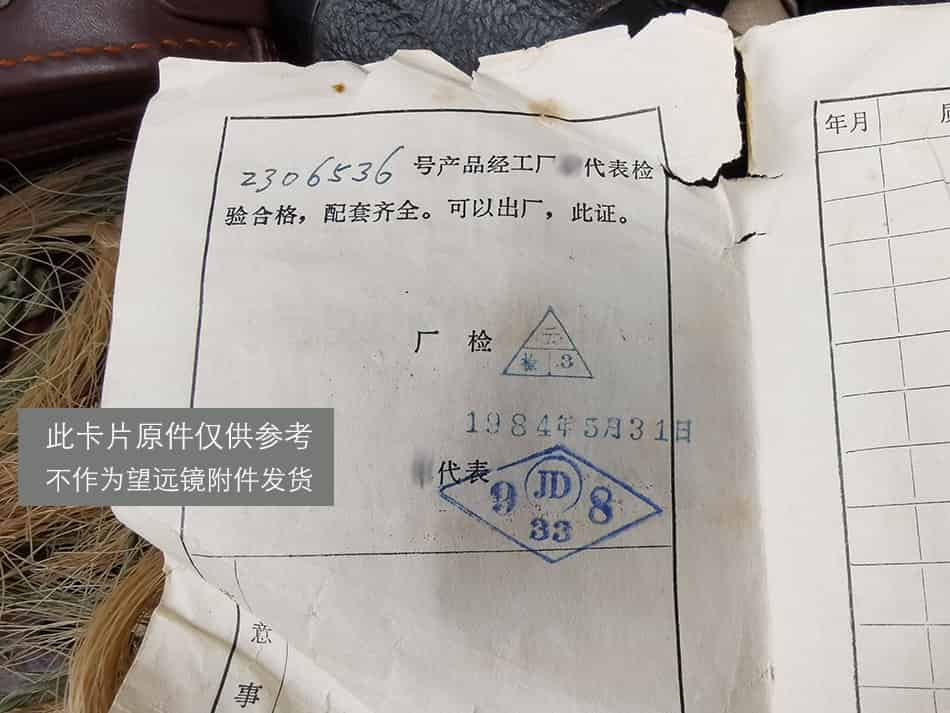 2306536 号产品经工厂 代表检
验合格，配套齐全。可以出厂，此证。
厂 检
云
检 3
1984年5月31日
代表
9 JD 8
33
意
事
年月
此卡片原件仅供参考
不作为望远镜附件发货